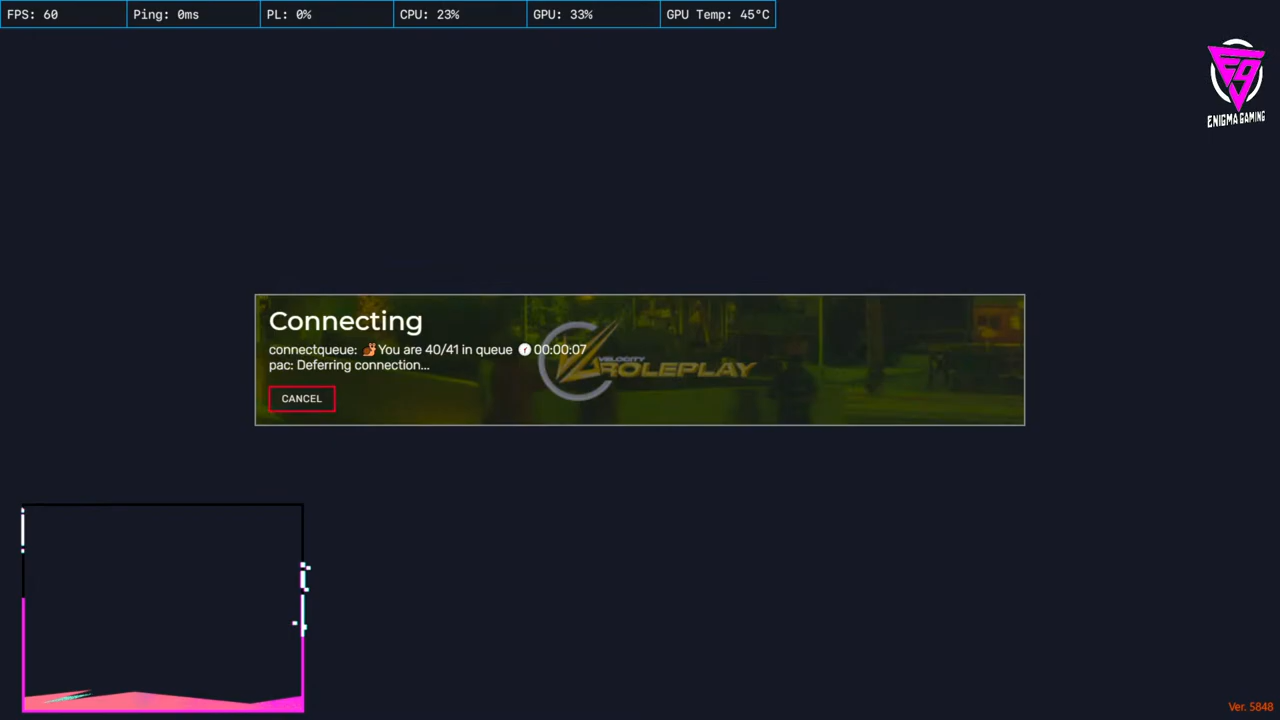 FPS: 60 Ping: 0ms PL: 0% CPU: 23% GPU: 33% GPU Temp: 45°C
ENIGMA GAMING
Connecting
connectqueue: 🐌You are 40/41 in queue 🕑00:00:07
pac: Deferring connection...
VELOCITY
ROLEPLAY
CANCEL
Ver. 5848